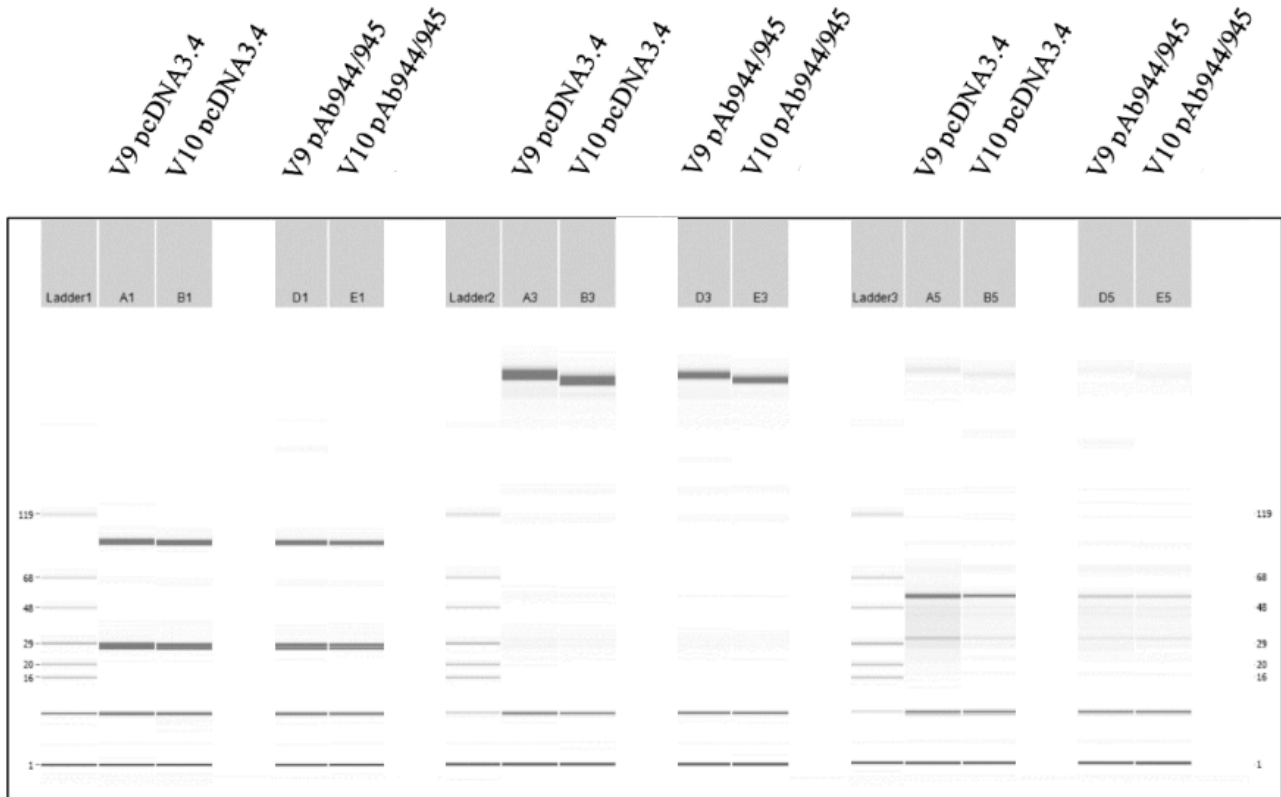 V9 pcDNA3.4
V10 pcDNA3.4
V9 pAb944/945
V10 pAb944/945
V9 pcDNA3.4
V10 pcDNA3.4
V9 pAb944/945
V10 pAb944/945
V9 pcDNA3.4
V10 pcDNA3.4
V9 pAb944/945
V10 pAb944/945
Ladder1 A1 B1 D1 E1 Ladder2 A3 B3 D3 E3 Ladder3 A5 B5 D5 E5
119 119
68 68
48 48
29 29
20 20
16 16
1 1